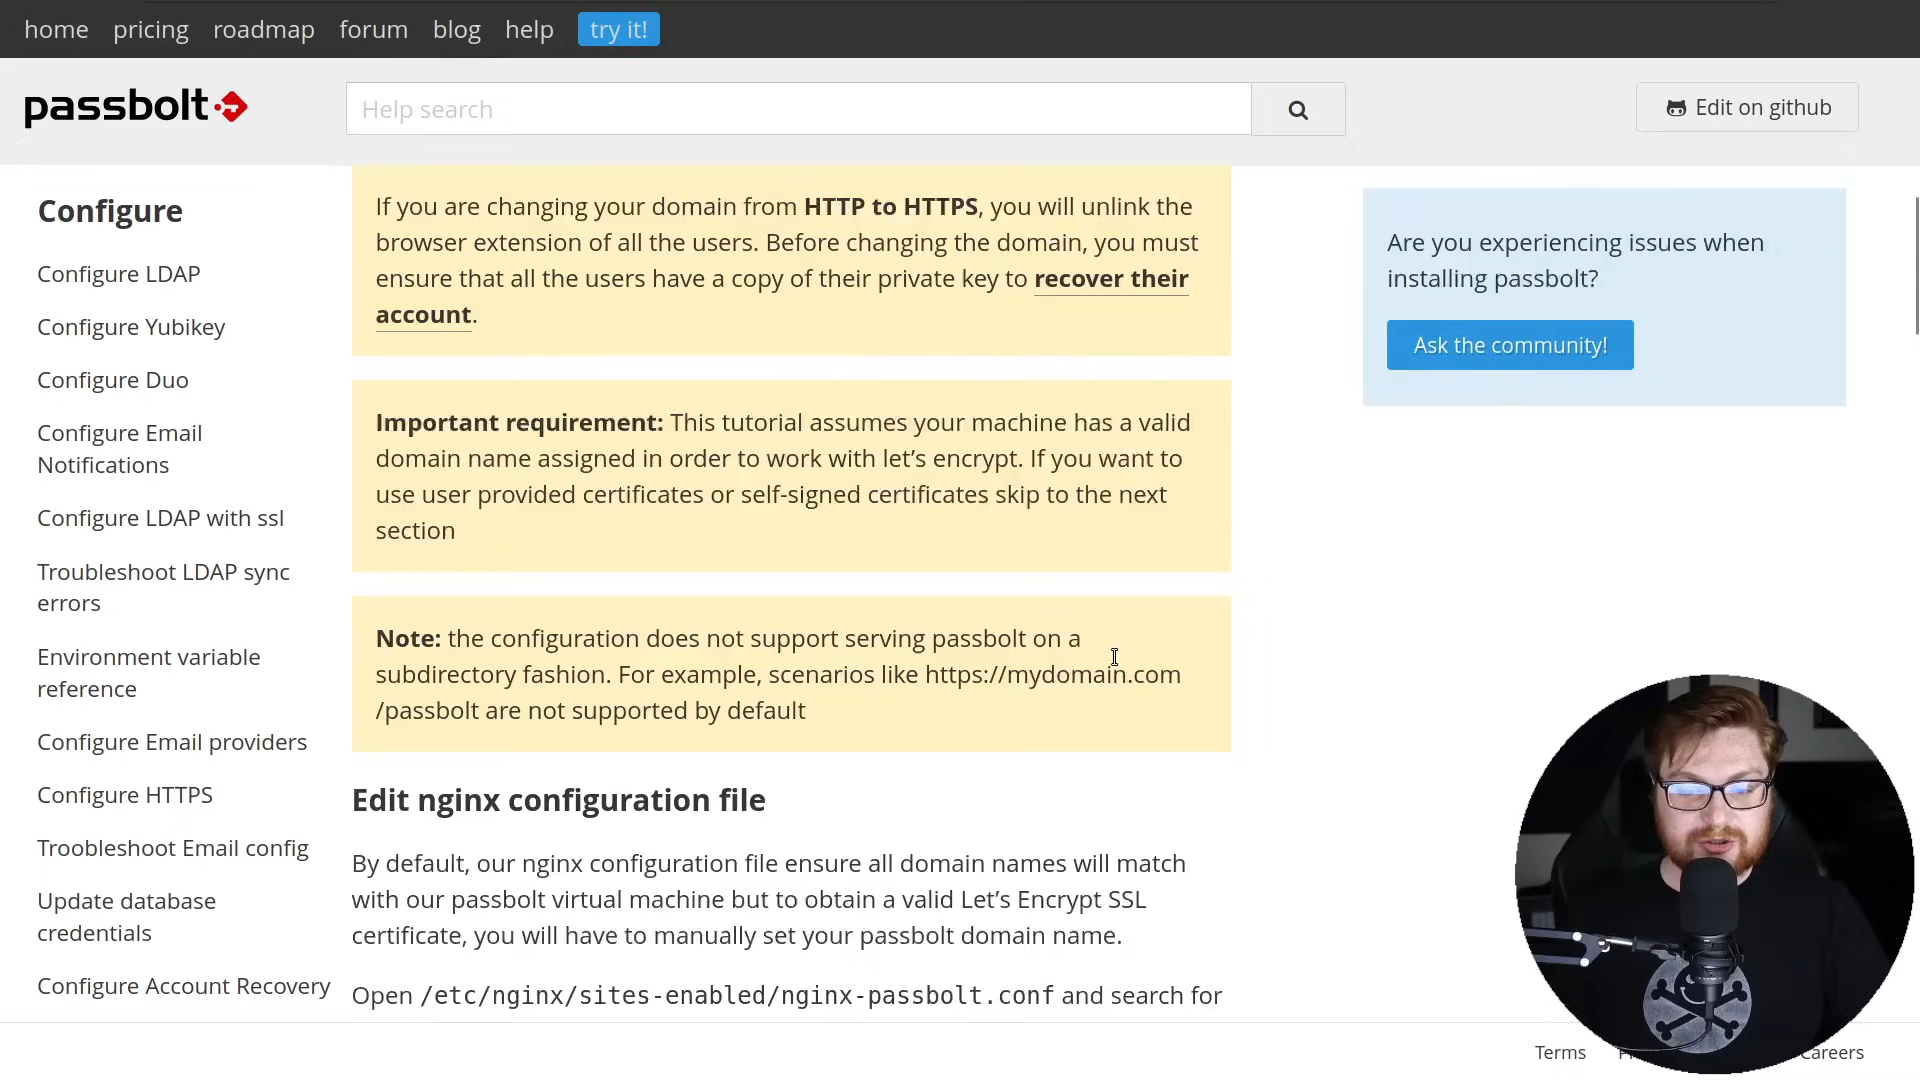 home pricing roadmap forum blog help try it!
passbolt
Help search
Edit on github
Configure
Configure LDAP
Configure Yubikey
Configure Duo
Configure Email
Notifications
Configure LDAP with ssl
Troubleshoot LDAP sync
errors
Environment variable
reference
Configure Email providers
Configure HTTPS
Troobleshoot Email config
Update database
credentials
Configure Account Recovery
If you are changing your domain from HTTP to HTTPS, you will unlink the
browser extension of all the users. Before changing the domain, you must
ensure that all the users have a copy of their private key to recover their
account.
Important requirement: This tutorial assumes your machine has a valid
domain name assigned in order to work with let’s encrypt. If you want to
use user provided certificates or self-signed certificates skip to the next
section
Note: the configuration does not support serving passbolt on a
subdirectory fashion. For example, scenarios like https://mydomain.com
/passbolt are not supported by default
Edit nginx configuration file
By default, our nginx configuration file ensure all domain names will match
with our passbolt virtual machine but to obtain a valid Let’s Encrypt SSL
certificate, you will have to manually set your passbolt domain name.
Open /etc/nginx/sites-enabled/nginx-passbolt.conf and search for
Are you experiencing issues when
installing passbolt?
Ask the community!
Terms
Careers